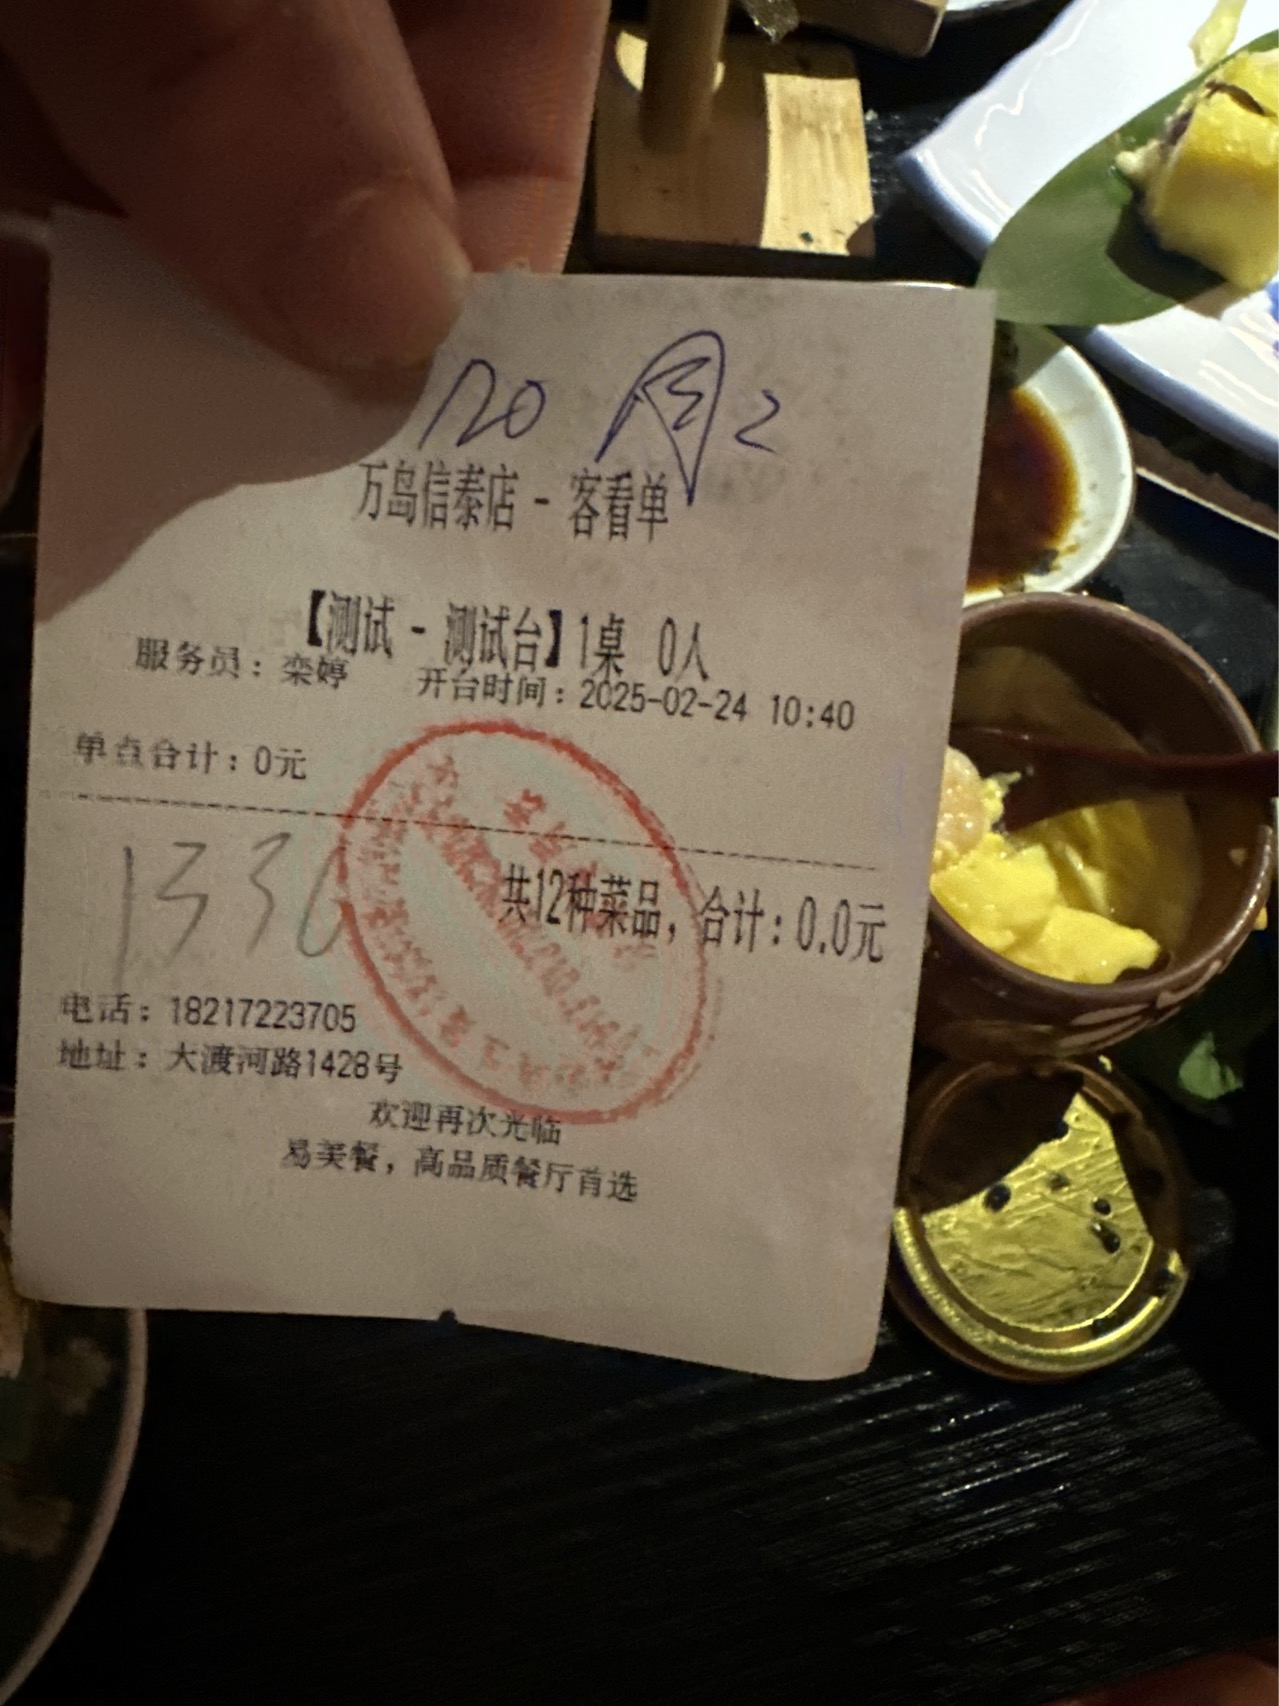 120 月2
万岛信泰店 - 客看单
【测试 - 测试台】1桌 0人
服务员：栾婷 开台时间：2025-02-24 10:40
单点合计：0元
1330
共12种菜品，合计：0.0元
电话：18217223705
地址：大渡河路1428号
欢迎再次光临
易美餐，高品质餐厅首选